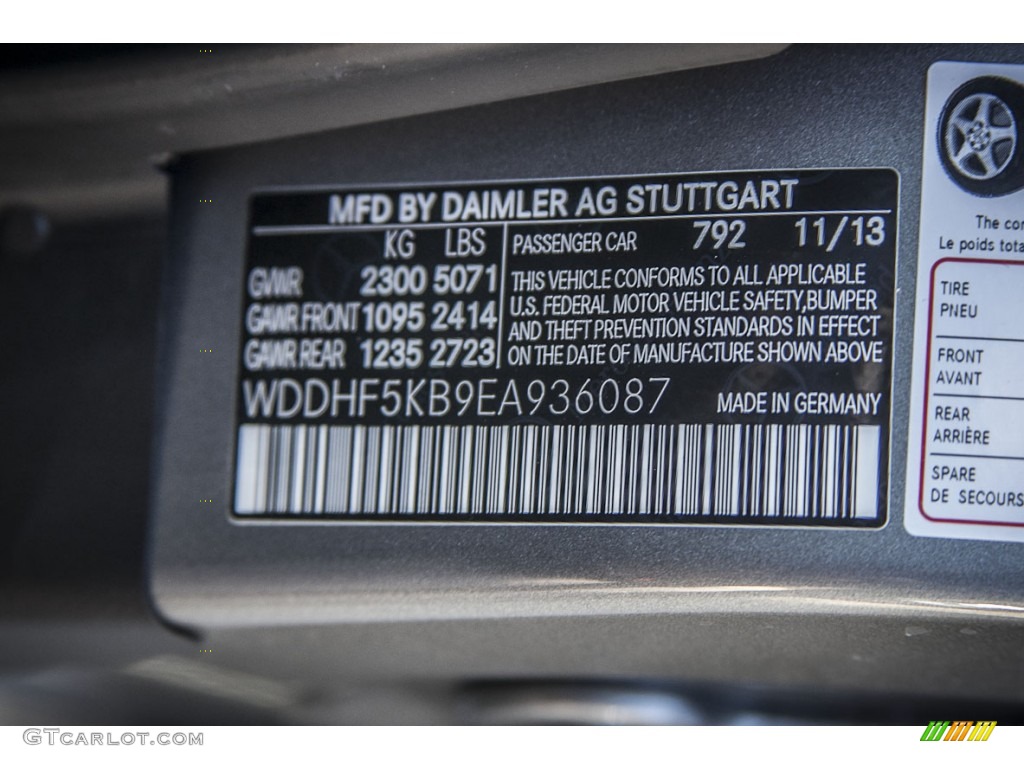 MFD BY DAIMLER AG STUTTGART
KG LBS
GVWR 2300 5071
GAWR FRONT 1095 2414
GAWR REAR 1235 2723
PASSENGER CAR 792 11/13
THIS VEHICLE CONFORMS TO ALL APPLICABLE
U.S. FEDERAL MOTOR VEHICLE SAFETY,BUMPER
AND THEFT PREVENTION STANDARDS IN EFFECT
ON THE DATE OF MANUFACTURE SHOWN ABOVE
WDDHF5KB9EA936087 MADE IN GERMANY
The
Le poids
TIRE
PNEU
FRONT
AVANT
REAR
ARRIÈRE
SPARE
DE SECOURS
GTCarlot.com